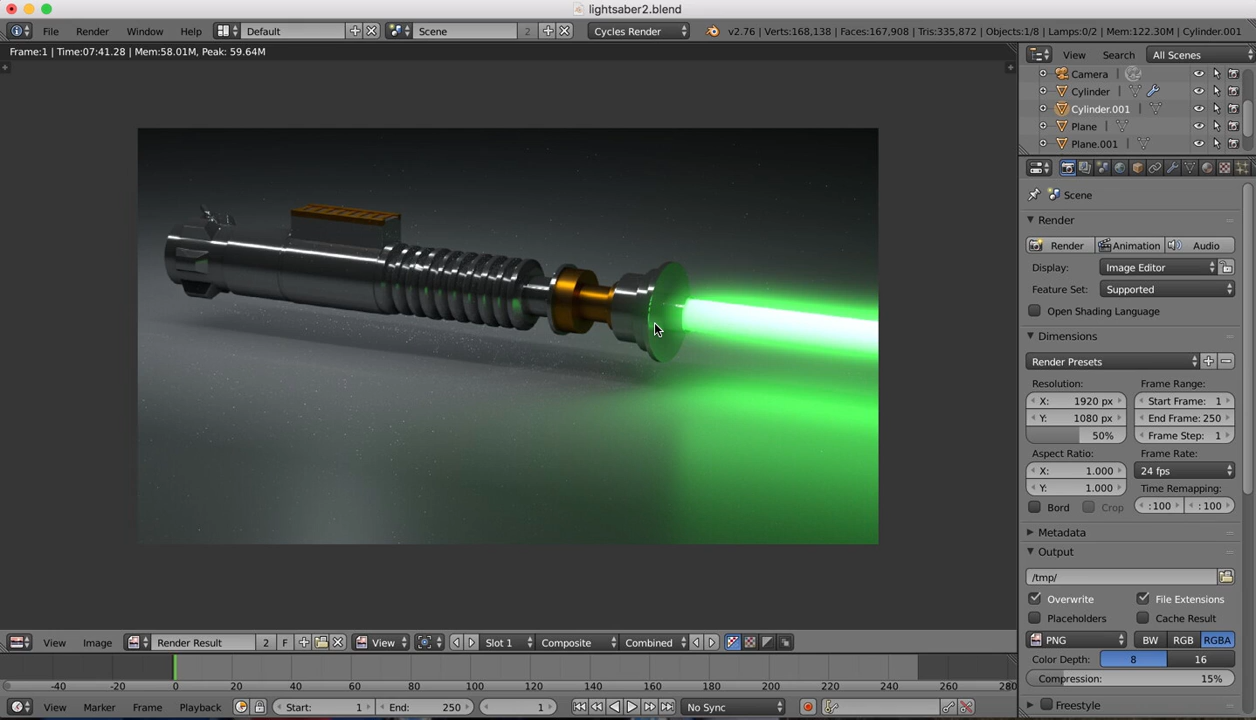 lightsaber2.blend
File Render Window Help Default Scene 2 Cycles Render v2.76 | Verts:168,138 | Faces:167,908 | Tris:335,872 | Objects:1/8 | Lamps:0/2 | Mem:122.30M | Cylinder.001
Frame:1 | Time:07:41.28 | Mem:58.01M, Peak: 59.64M
View Search All Scenes
Camera
Cylinder
Cylinder.001
Plane
Plane.001
Scene
Render
Render Animation Audio
Display: Image Editor
Feature Set: Supported
Open Shading Language
Dimensions
Render Presets
Resolution: Frame Range:
X: 1920 px Start Frame: 1
Y: 1080 px End Frame: 250
50% Frame Step: 1
Aspect Ratio: Frame Rate:
X: 1.000 24 fps
Y: 1.000 Time Remapping:
Bord Crop :100 :100
Metadata
Output
/tmp/
Overwrite File Extensions
Placeholders Cache Result
PNG BW RGB RGBA
Color Depth: 8 16
Compression: 15%
Freestyle
View Image Render Result 2 F View Slot 1 Composite Combined
-40 -20 0 20 40 60 80 100 120 140 160 180 200 220 240 260 280
View Marker Frame Playback Start: 1 End: 250 1 No Sync